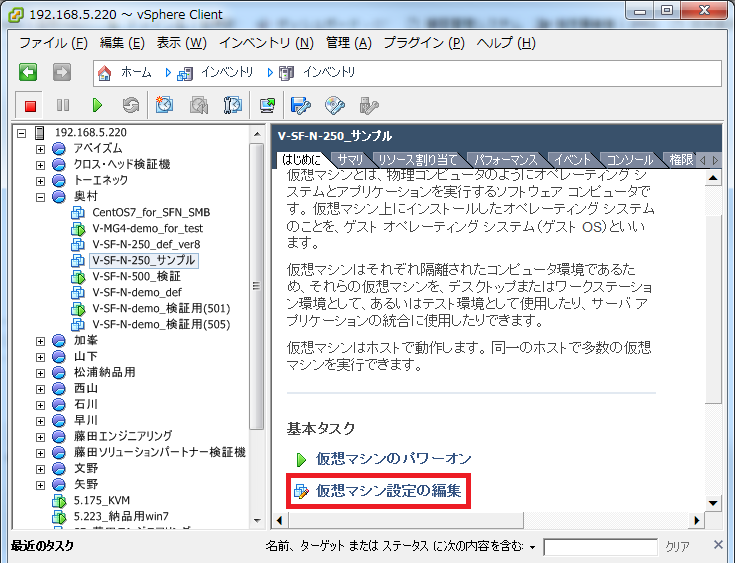 192.168.5.220 ～ vSphere Client
ファイル (F) 編集 (E) 表示 (W) インベントリ (N) 管理 (A) プラグイン (P) ヘルプ (H)
ホーム インベントリ インベントリ
192.168.5.220
アベイズム
クロス・ヘッド検証機
トーエネック
奥村
CentOS7_for_SFN_SMB
V-MG4-demo_for_test
V-SF-N-250_def_ver8
V-SF-N-250_サンプル
V-SF-N-500_検証
V-SF-N-demo_def
V-SF-N-demo_検証用(501)
V-SF-N-demo_検証用(505)
加峯
山下
松浦納品用
西山
石川
早川
藤田エンジニアリング
藤田ソリューションパートナー検証機
文野
矢野
5.175_KVM
5.223_納品用win7
V-SF-N-250_サンプル
はじめに サマリ リソース割り当て パフォーマンス イベント コンソール 権限
仮想マシンとは、物理コンピュータのようにオペレーティング シ
ステムとアプリケーションを実行するソフトウェア コンピュータで
す。仮想マシン上にインストールしたオペレーティング システム
のことを、ゲスト オペレーティング システム（ゲスト OS）といい
ます。
仮想マシンはそれぞれ隔離されたコンピュータ環境であるた
め、それらの仮想マシンを、デスクトップまたはワークステーショ
ン環境として、あるいはテスト環境として使用したり、サーバ ア
プリケーションの統合に使用したりできます。
仮想マシンはホストで動作します。同一のホストで多数の仮想
マシンを実行できます。
基本タスク
仮想マシンのパワーオン
仮想マシン設定の編集
最近のタスク
名前、ターゲット または ステータス に次の内容を含む:
クリア